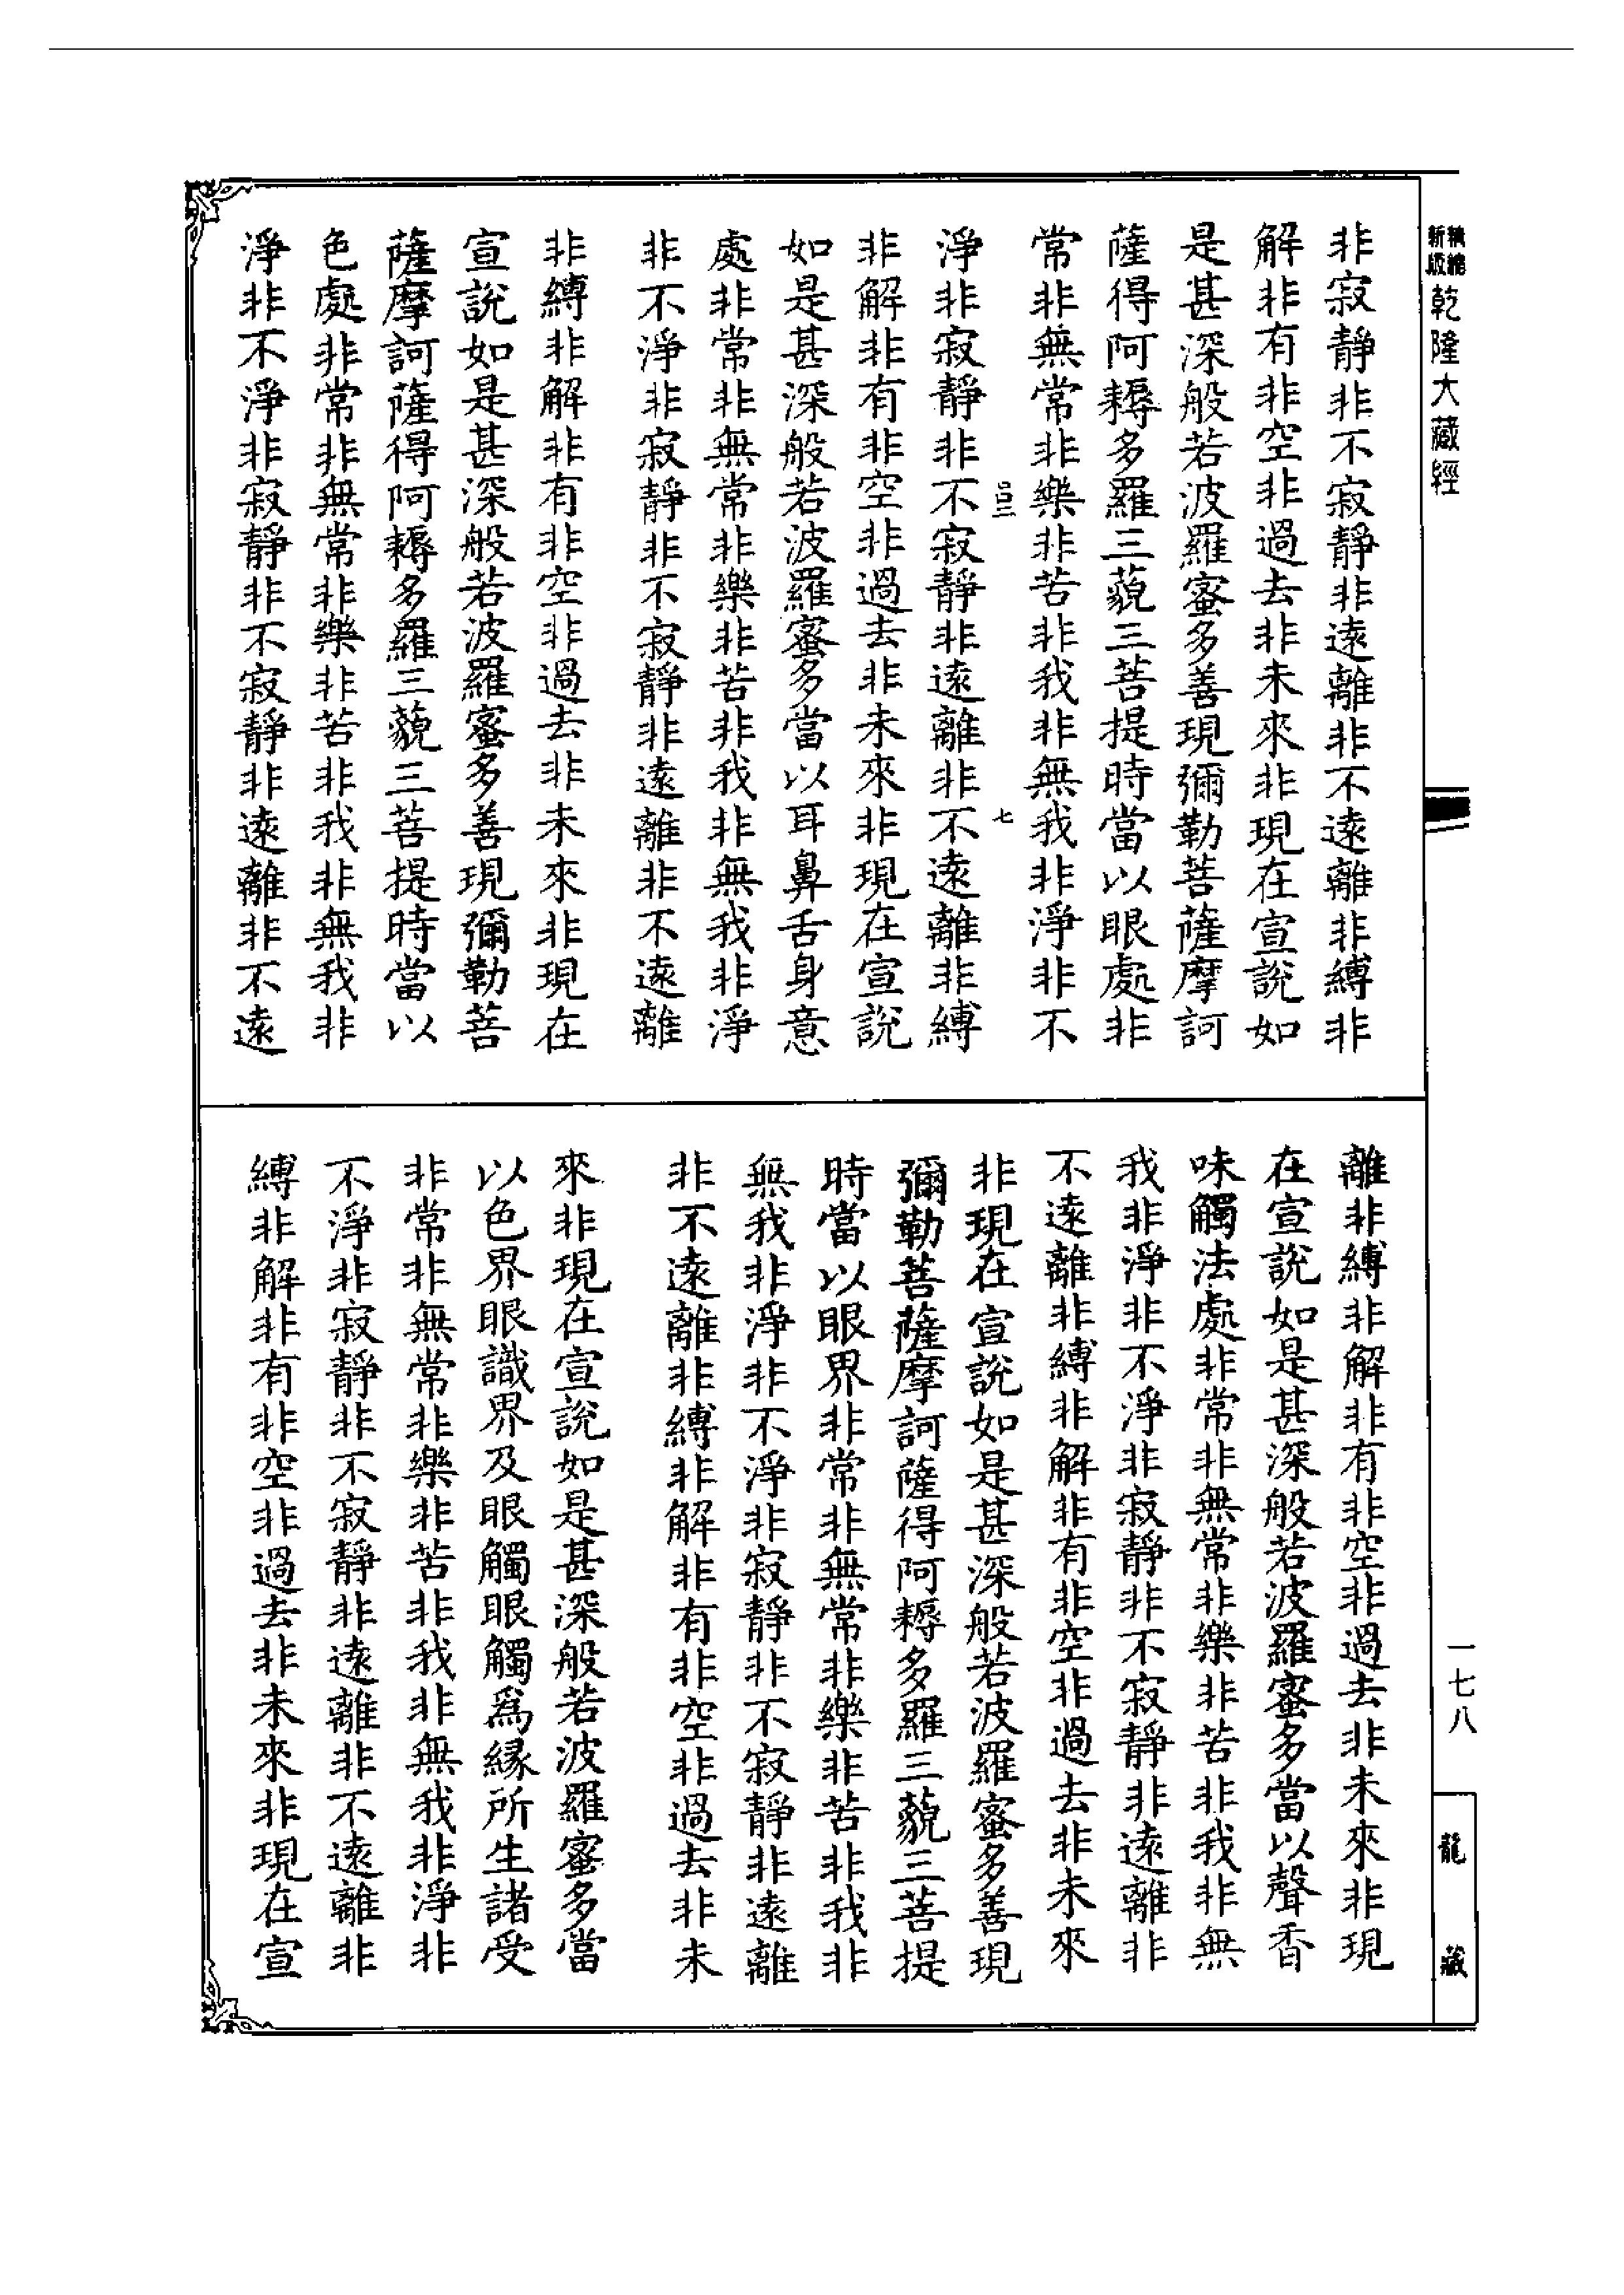 精縮
新版
乾隆大藏經
非寂靜非不寂靜非遠離非不遠離非縛非
解非有非空非過去非未來非現在宣說如
是甚深般若波羅蜜多善現彌勒菩薩摩訶
薩得阿耨多羅三藐三菩提時當以眼處非
常非無常非樂非苦非我非無我非淨非不
七
淨非寂靜非不寂靜非遠離非不遠離非縛
非解非有非空非過去非未來非現在宣說
如是甚深般若波羅蜜多當以耳鼻舌身意
處非常非無常非樂非苦非我非無我非淨
非不淨非寂靜非不寂靜非遠離非不遠離
非縛非解非有非空非過去非未來非現在
宣說如是甚深般若波羅蜜多善現彌勒菩
薩摩訶薩得阿耨多羅三藐三菩提時當以
色處非常非無常非樂非苦非我非無我非
淨非不淨非寂靜非不寂靜非遠離非不遠
離非縛非解非有非空非過去非未來非現
在宣說如是甚深般若波羅蜜多當以聲香
味觸法處非常非無常非樂非苦非我非無
我非淨非不淨非寂靜非不寂靜非遠離非
不遠離非縛非解非有非空非過去非未來
非現在宣說如是甚深般若波羅蜜多善現
彌勒菩薩摩訶薩得阿耨多羅三藐三菩提
時當以眼界非常非無常非樂非苦非我非
無我非淨非不淨非寂靜非不寂靜非遠離
非不遠離非縛非解非有非空非過去非未
來非現在宣說如是甚深般若波羅蜜多當
以色界眼識界及眼觸眼觸爲緣所生諸受
非常非無常非樂非苦非我非無我非淨非
不淨非寂靜非不寂靜非遠離非不遠離非
縛非解非有非空非過去非未來非現在宣
一七八
龍藏